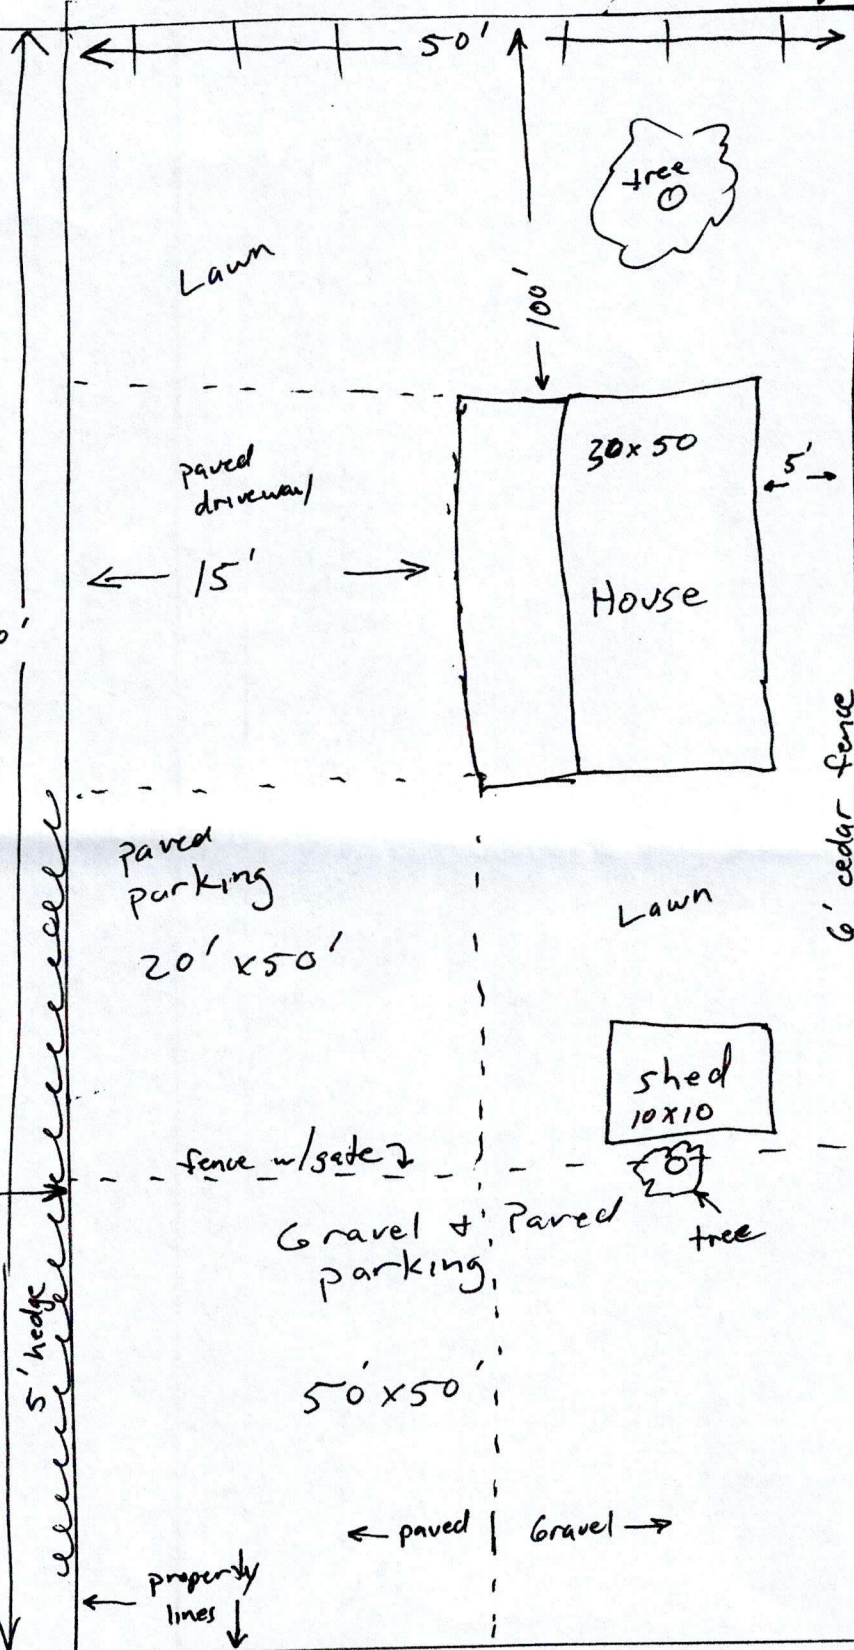 50'
tree
Lawn
100'
30x50
5'
paved
driveway
15'
House
6' cedar fence
paved
parking
20' x50'
Lawn
shed
10x10
fence w/gate
Gravel + Paved
parking
tree
5' hedge
50'x50'
paved
Gravel
property
lines